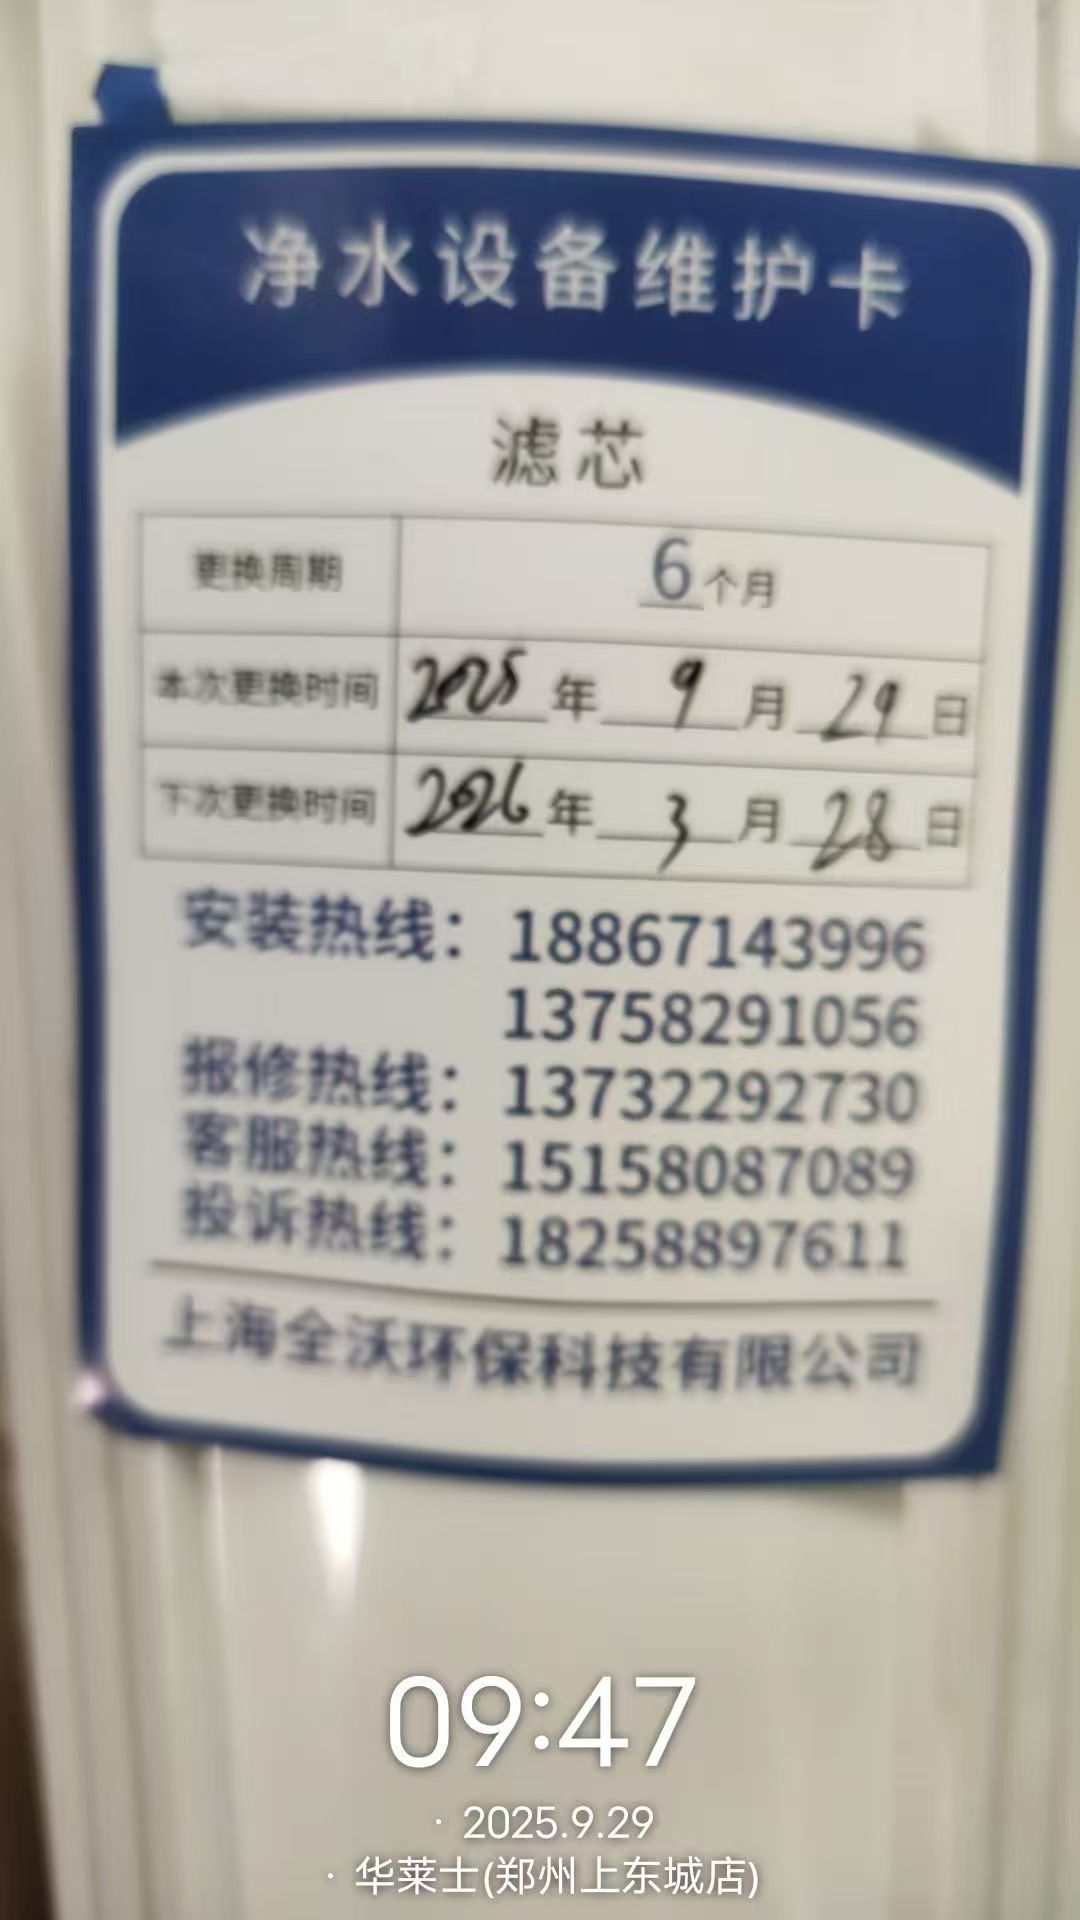 净水设备维护卡
滤芯
更换周期 6个月
本次更换时间 2025年9月29日
下次更换时间 2026年3月28日
安装热线：18867143996
13758291056
报修热线：13732292730
客服热线：15158087089
投诉热线：18258897611
上海全沃环保科技有限公司
09:47
· 2025.9.29
· 华莱士(郑州上东城店)